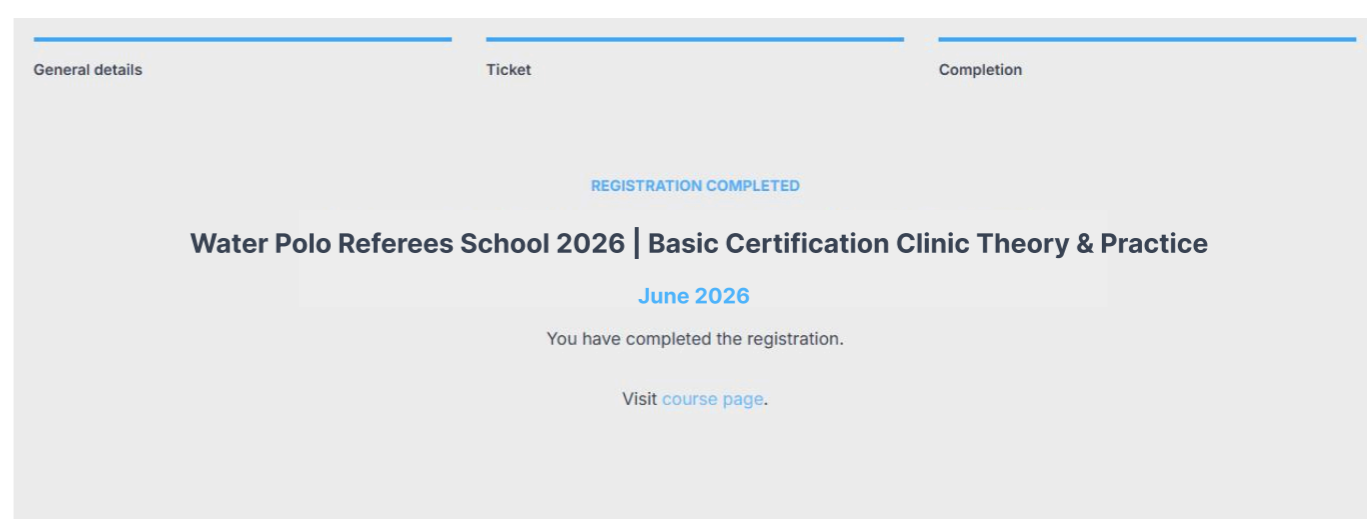 General details
Ticket
Completion
REGISTRATION COMPLETED
Water Polo Referees School 2026 | Basic Certification Clinic Theory & Practice
June 2026
You have completed the registration.
Visit course page.